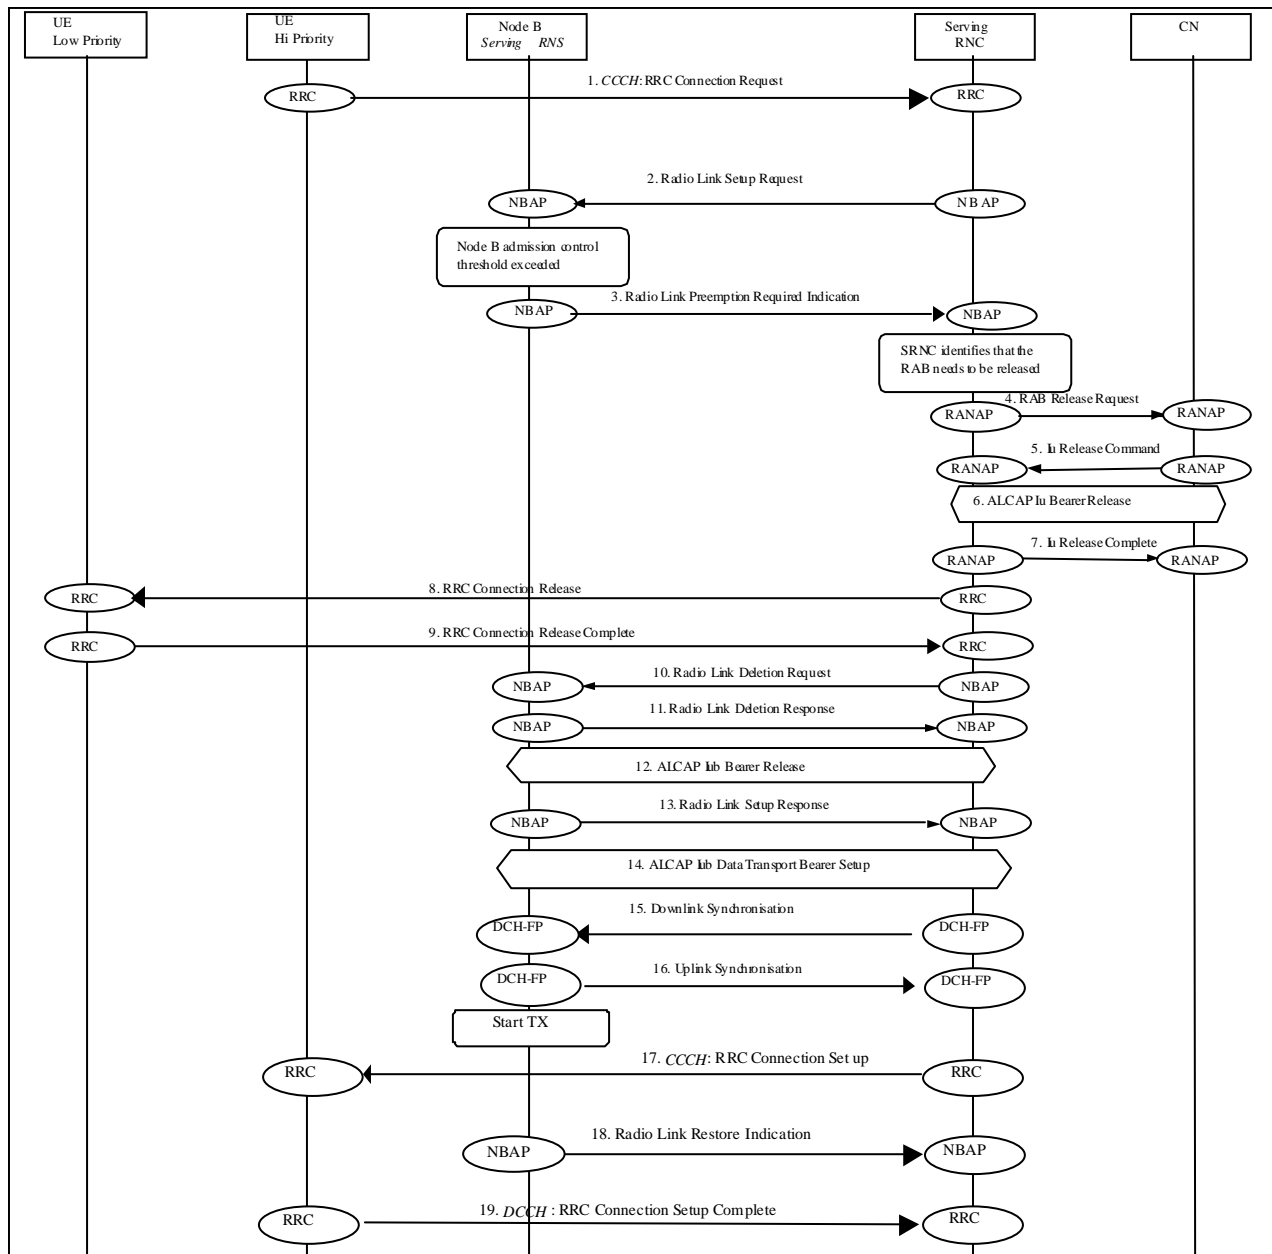 UE
Low Priority
UE
Hi Priority
Node B
Serving RNS
Serving
RNC
CN
1. CCCH: RRC Connection Request
RRC
RRC
2. Radio Link Setup Request
NBAP
NBAP
Node B admission control
threshold exceeded
3. Radio Link Preemption Required Indication
NBAP
NBAP
SRNC identifies that the
RAB needs to be released
4. RAB Release Request
RANAP
RANAP
5. Iu Release Command
RANAP
RANAP
6. ALCAP Iu Bearer Release
7. Iu Release Complete
RANAP
RANAP
8. RRC Connection Release
RRC
RRC
9. RRC Connection Release Complete
RRC
RRC
10. Radio Link Deletion Request
NBAP
NBAP
11. Radio Link Deletion Response
NBAP
NBAP
12. ALCAP Iub Bearer Release
13. Radio Link Setup Response
NBAP
NBAP
14. ALCAP Iub Data Transport Bearer Setup
15. Downlink Synchronisation
DCH-FP
DCH-FP
16. Uplink Synchronisation
DCH-FP
DCH-FP
Start TX
17. CCCH: RRC Connection Set up
RRC
RRC
18. Radio Link Restore Indication
NBAP
NBAP
19. DCCH : RRC Connection Setup Complete
RRC
RRC